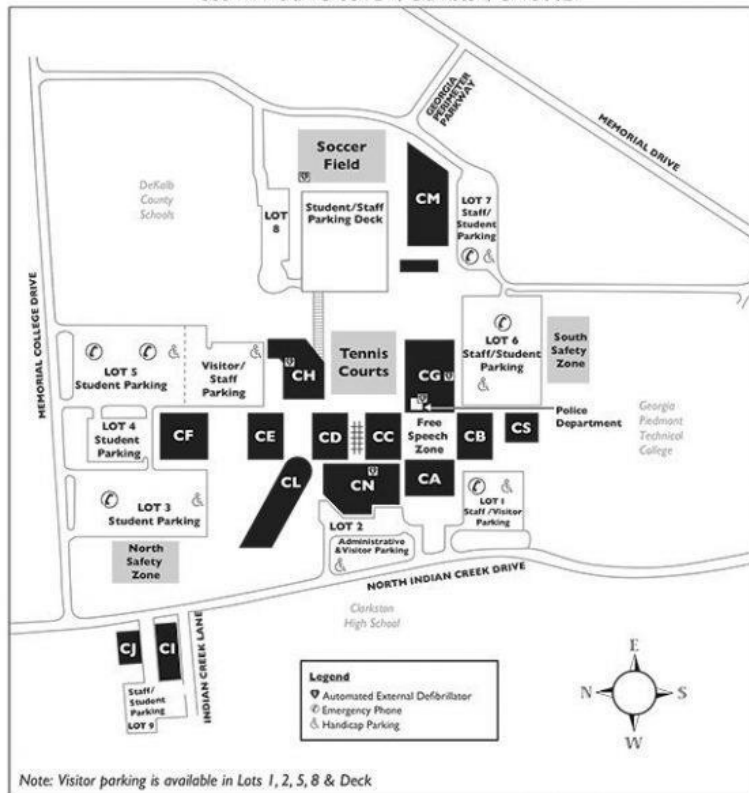 GEORGIA
PERIMETER
PARKWAY
MEMORIAL DRIVE
Soccer
Field
DeKalb
County
Schools
LOT
8
Student/Staff
Parking Deck
CM
LOT 7
Staff/
Student
Parking
MEMORIAL COLLEGE DRIVE
LOT 5
Student Parking
Visitor/
Staff
Parking
CH
Tennis
Courts
CG
LOT 6
Staff/Student
Parking
South
Safety
Zone
Police
Department
LOT 4
Student
Parking
CF
CE
CD
CC
Free
Speech
Zone
CB
CS
Georgia
Piedmont
Technical
College
LOT 3
Student Parking
CL
CN
CA
LOT 1
Staff /Visitor
Parking
LOT 2
Administrative
&Visitor Parking
North
Safety
Zone
NORTH INDIAN CREEK DRIVE
Clarkston
High School
CJ
CI
INDIAN CREEK LANE
Staff/
Student
Parking
LOT 9
Legend
Automated External Defibrillator
Emergency Phone
Handicap Parking
E
N
S
W
Note: Visitor parking is available in Lots 1, 2, 5, 8 & Deck